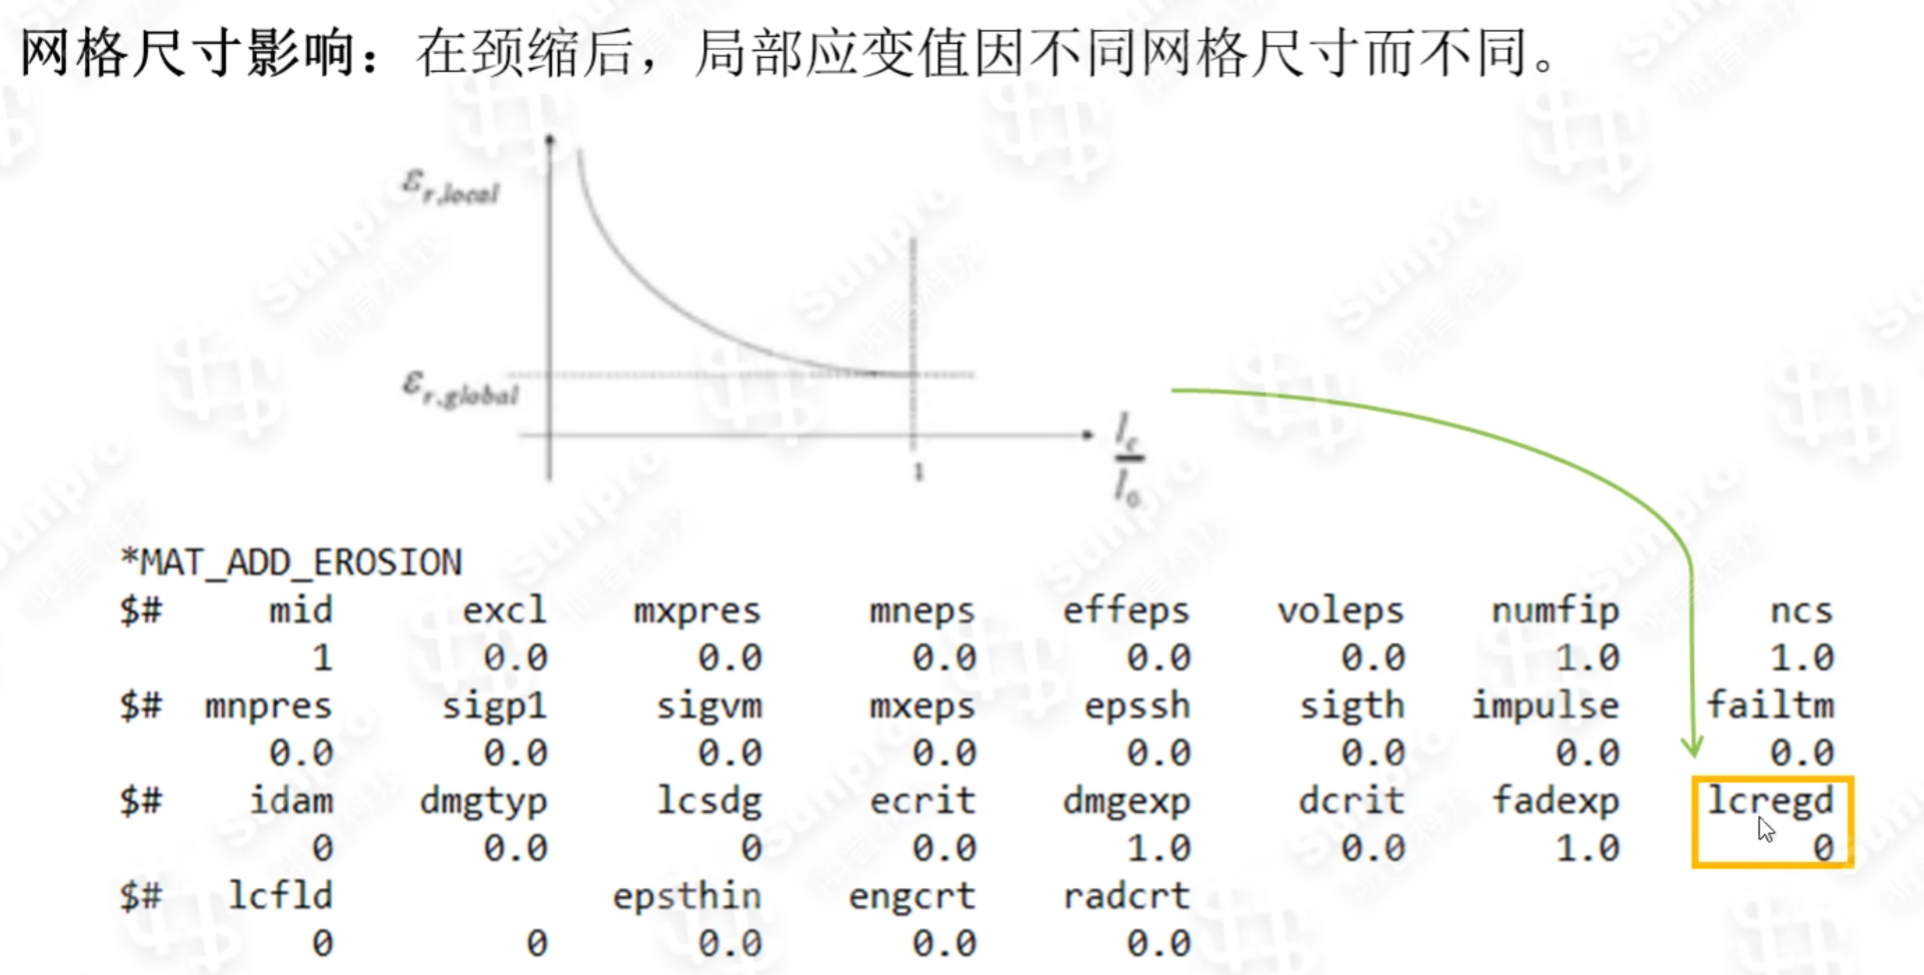 网格尺寸影响：在颈缩后，局部应变值因不同网格尺寸而不同。
ε_r,local
ε_r,global
l_c
l_0
1
*MAT_ADD_EROSION
$# mid excl mxpres mneps effeps voleps numfip ncs
1 0.0 0.0 0.0 0.0 0.0 1.0 1.0
$# mnpres sigp1 sigvm mxeps epssh sigth impulse failtm
0.0 0.0 0.0 0.0 0.0 0.0 0.0 0.0
$# idam dmgtyp lcsdg ecrit dmgexp dcrit fadexp lcregd
0 0.0 0 0.0 1.0 0.0 1.0 0
$# lcfld epsthin engcrt radcrt
0 0 0.0 0.0 0.0
Sunpro